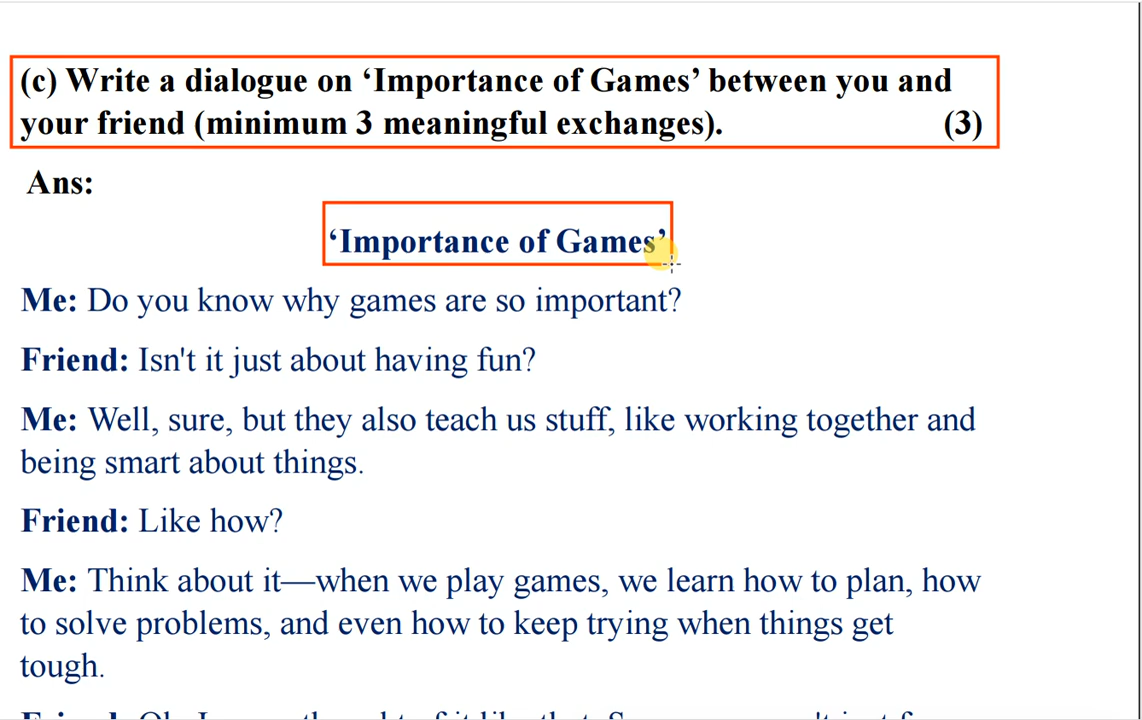 (c) Write a dialogue on ‘Importance of Games’ between you and
your friend (minimum 3 meaningful exchanges). (3)
Ans:
‘Importance of Games’
Me: Do you know why games are so important?
Friend: Isn't it just about having fun?
Me: Well, sure, but they also teach us stuff, like working together and
being smart about things.
Friend: Like how?
Me: Think about it—when we play games, we learn how to plan, how
to solve problems, and even how to keep trying when things get
tough.